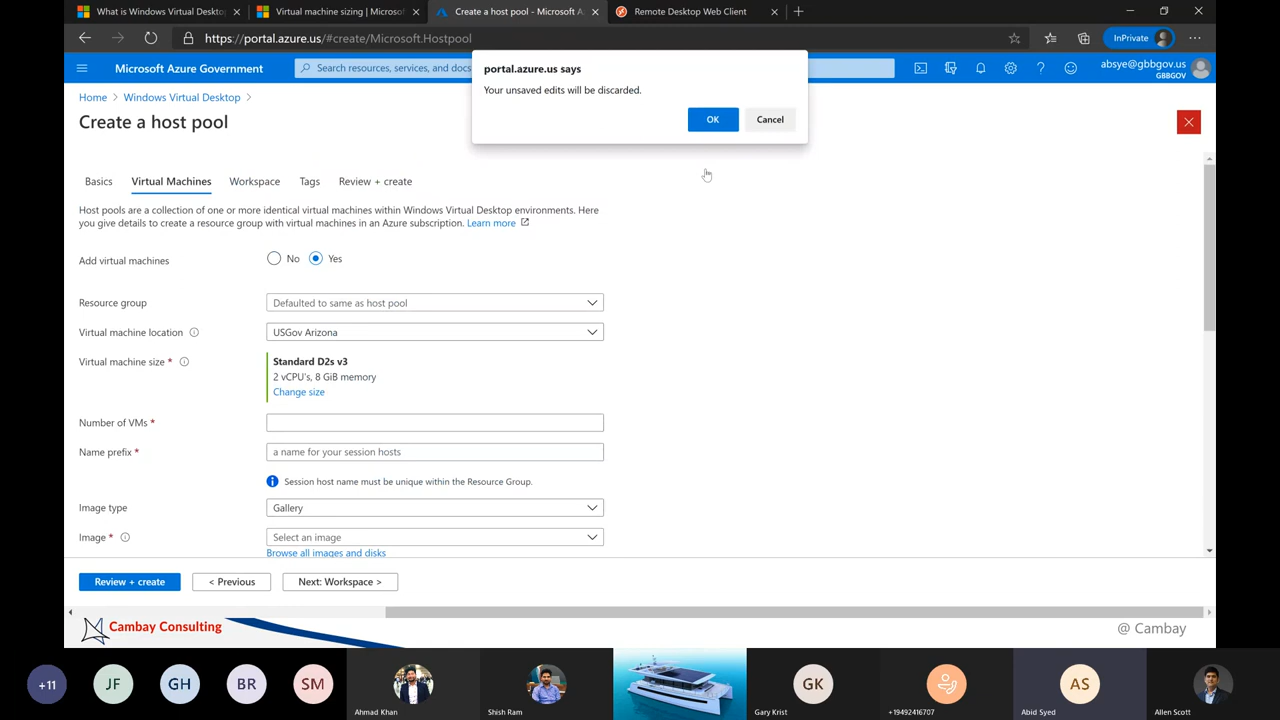 What is Windows Virtual Desktop
Virtual machine sizing | Microsoft
Create a host pool - Microsoft A
Remote Desktop Web Client
https://portal.azure.us/#create/Microsoft.Hostpool
InPrivate
Microsoft Azure Government
Search resources, services, and docs
absye@gbbgov.us
GBBGOV
portal.azure.us says
Your unsaved edits will be discarded.
OK
Cancel
Home > Windows Virtual Desktop >
Create a host pool
Basics
Virtual Machines
Workspace
Tags
Review + create
Host pools are a collection of one or more identical virtual machines within Windows Virtual Desktop environments. Here
you give details to create a resource group with virtual machines in an Azure subscription. Learn more
Add virtual machines
No
Yes
Resource group
Defaulted to same as host pool
Virtual machine location
USGov Arizona
Virtual machine size *
Standard D2s v3
2 vCPU's, 8 GiB memory
Change size
Number of VMs *
Name prefix *
a name for your session hosts
Session host name must be unique within the Resource Group.
Image type
Gallery
Image *
Select an image
Browse all images and disks
Review + create
< Previous
Next: Workspace >
Cambay Consulting
@ Cambay
+11
JF
GH
BR
SM
Ahmad Khan
Shish Ram
GK
Gary Krist
+19492416707
AS
Abid Syed
Allen Scott